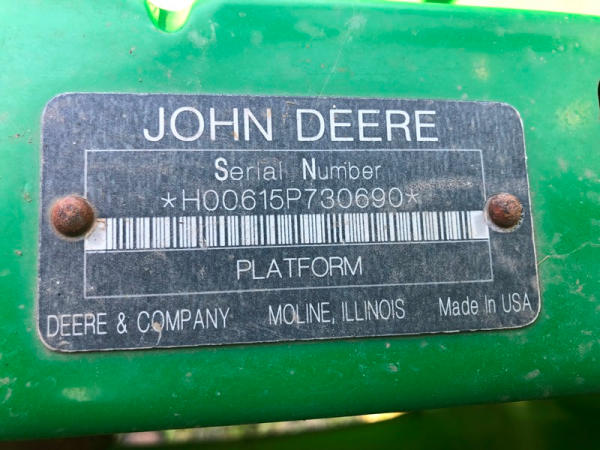 JOHN DEERE
Serial Number
*H00615P730690*
PLATFORM
DEERE & COMPANY MOLINE, ILLINOIS Made In USA